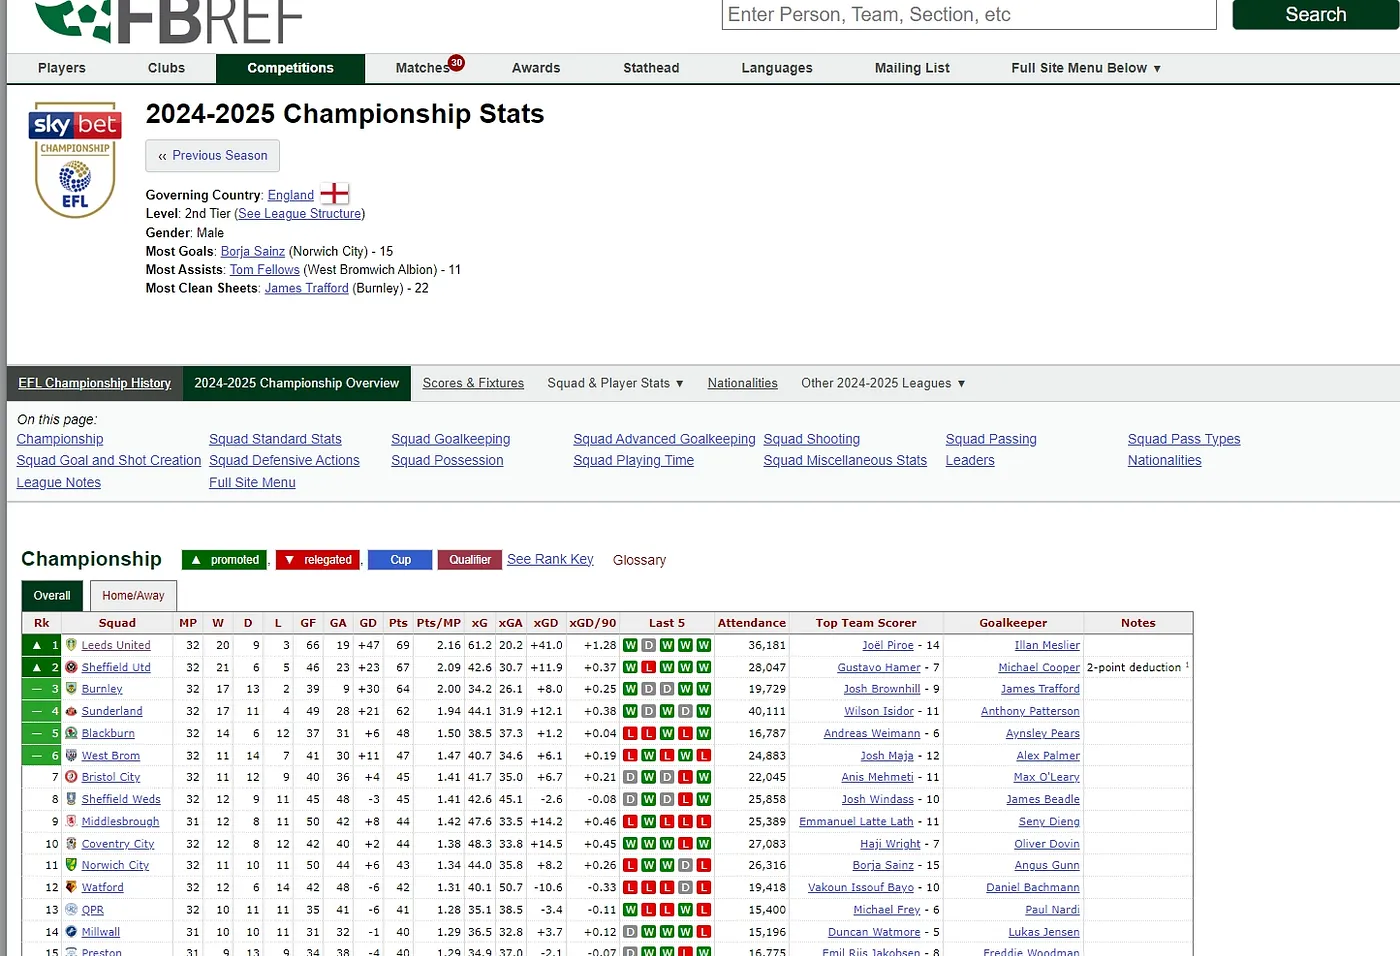 FBREF
Enter Person, Team, Section, etc Search
Players Clubs Competitions Matches 30 Awards Stathead Languages Mailing List Full Site Menu Below ▼
sky bet
CHAMPIONSHIP
EFL
2024-2025 Championship Stats
‹‹ Previous Season
Governing Country: England
Level: 2nd Tier (See League Structure)
Gender: Male
Most Goals: Borja Sainz (Norwich City) - 15
Most Assists: Tom Fellows (West Bromwich Albion) - 11
Most Clean Sheets: James Trafford (Burnley) - 22
EFL Championship History 2024-2025 Championship Overview Scores & Fixtures Squad & Player Stats ▼ Nationalities Other 2024-2025 Leagues ▼
On this page:
Championship Squad Standard Stats Squad Goalkeeping Squad Advanced Goalkeeping Squad Shooting Squad Passing Squad Pass Types
Squad Goal and Shot Creation Squad Defensive Actions Squad Possession Squad Playing Time Squad Miscellaneous Stats Leaders Nationalities
League Notes Full Site Menu
Championship ▲ promoted, ▼ relegated, Cup Qualifier See Rank Key Glossary
Overall Home/Away
Rk Squad MP W D L GF GA GD Pts Pts/MP xG xGA xGD xGD/90 Last 5 Attendance Top Team Scorer Goalkeeper Notes
▲ 1 Leeds United 32 20 9 3 66 19 +47 69 2.16 61.2 20.2 +41.0 +1.28 W D W W W 36,181 Joël Piroe - 14 Illan Meslier
▲ 2 Sheffield Utd 32 21 6 5 46 23 +23 67 2.09 42.6 30.7 +11.9 +0.37 W L W W W 28,047 Gustavo Hamer - 7 Michael Cooper 2-point deduction 1
— 3 Burnley 32 17 13 2 39 9 +30 64 2.00 34.2 26.1 +8.0 +0.25 W D D W W 19,729 Josh Brownhill - 9 James Trafford
— 4 Sunderland 32 17 11 4 49 28 +21 62 1.94 44.1 31.9 +12.1 +0.38 W D W D W 40,111 Wilson Isidor - 11 Anthony Patterson
— 5 Blackburn 32 14 6 12 37 31 +6 48 1.50 38.5 37.3 +1.2 +0.04 L L W L W 16,787 Andreas Weimann - 6 Aynsley Pears
— 6 West Brom 32 11 14 7 41 30 +11 47 1.47 40.7 34.6 +6.1 +0.19 L W L W L 24,883 Josh Maja - 12 Alex Palmer
7 Bristol City 32 11 12 9 40 36 +4 45 1.41 41.7 35.0 +6.7 +0.21 D W D L W 22,045 Anis Mehmeti - 11 Max O'Leary
8 Sheffield Weds 32 12 9 11 45 48 -3 45 1.41 42.6 45.1 -2.6 -0.08 D W D L W 25,858 Josh Windass - 10 James Beadle
9 Middlesbrough 31 12 8 11 50 42 +8 44 1.42 47.6 33.5 +14.2 +0.46 L W L L L 25,389 Emmanuel Latte Lath - 11 Seny Dieng
10 Coventry City 32 12 8 12 42 40 +2 44 1.38 48.3 33.8 +14.5 +0.45 W W W L W 27,083 Haji Wright - 7 Oliver Dovin
11 Norwich City 32 11 10 11 50 44 +6 43 1.34 44.0 35.8 +8.2 +0.26 L W W D L 26,316 Borja Sainz - 15 Angus Gunn
12 Watford 32 12 6 14 42 48 -6 42 1.31 40.1 50.7 -10.6 -0.33 L L L D L 19,418 Vakoun Issouf Bayo - 10 Daniel Bachmann
13 QPR 32 10 11 11 35 41 -6 41 1.28 35.1 38.5 -3.4 -0.11 W L L W L 15,400 Michael Frey - 6 Paul Nardi
14 Millwall 31 10 10 11 31 32 -1 40 1.29 36.5 32.8 +3.7 +0.12 D W W W L 15,196 Duncan Watmore - 5 Lukas Jensen
15 Preston 31 9 13 9 34 38 -4 40 1.29 34.9 37.0 -2.1 -0.07 D W W L W 16,775 Emil Riis Jakobsen - 8 Freddie Woodman